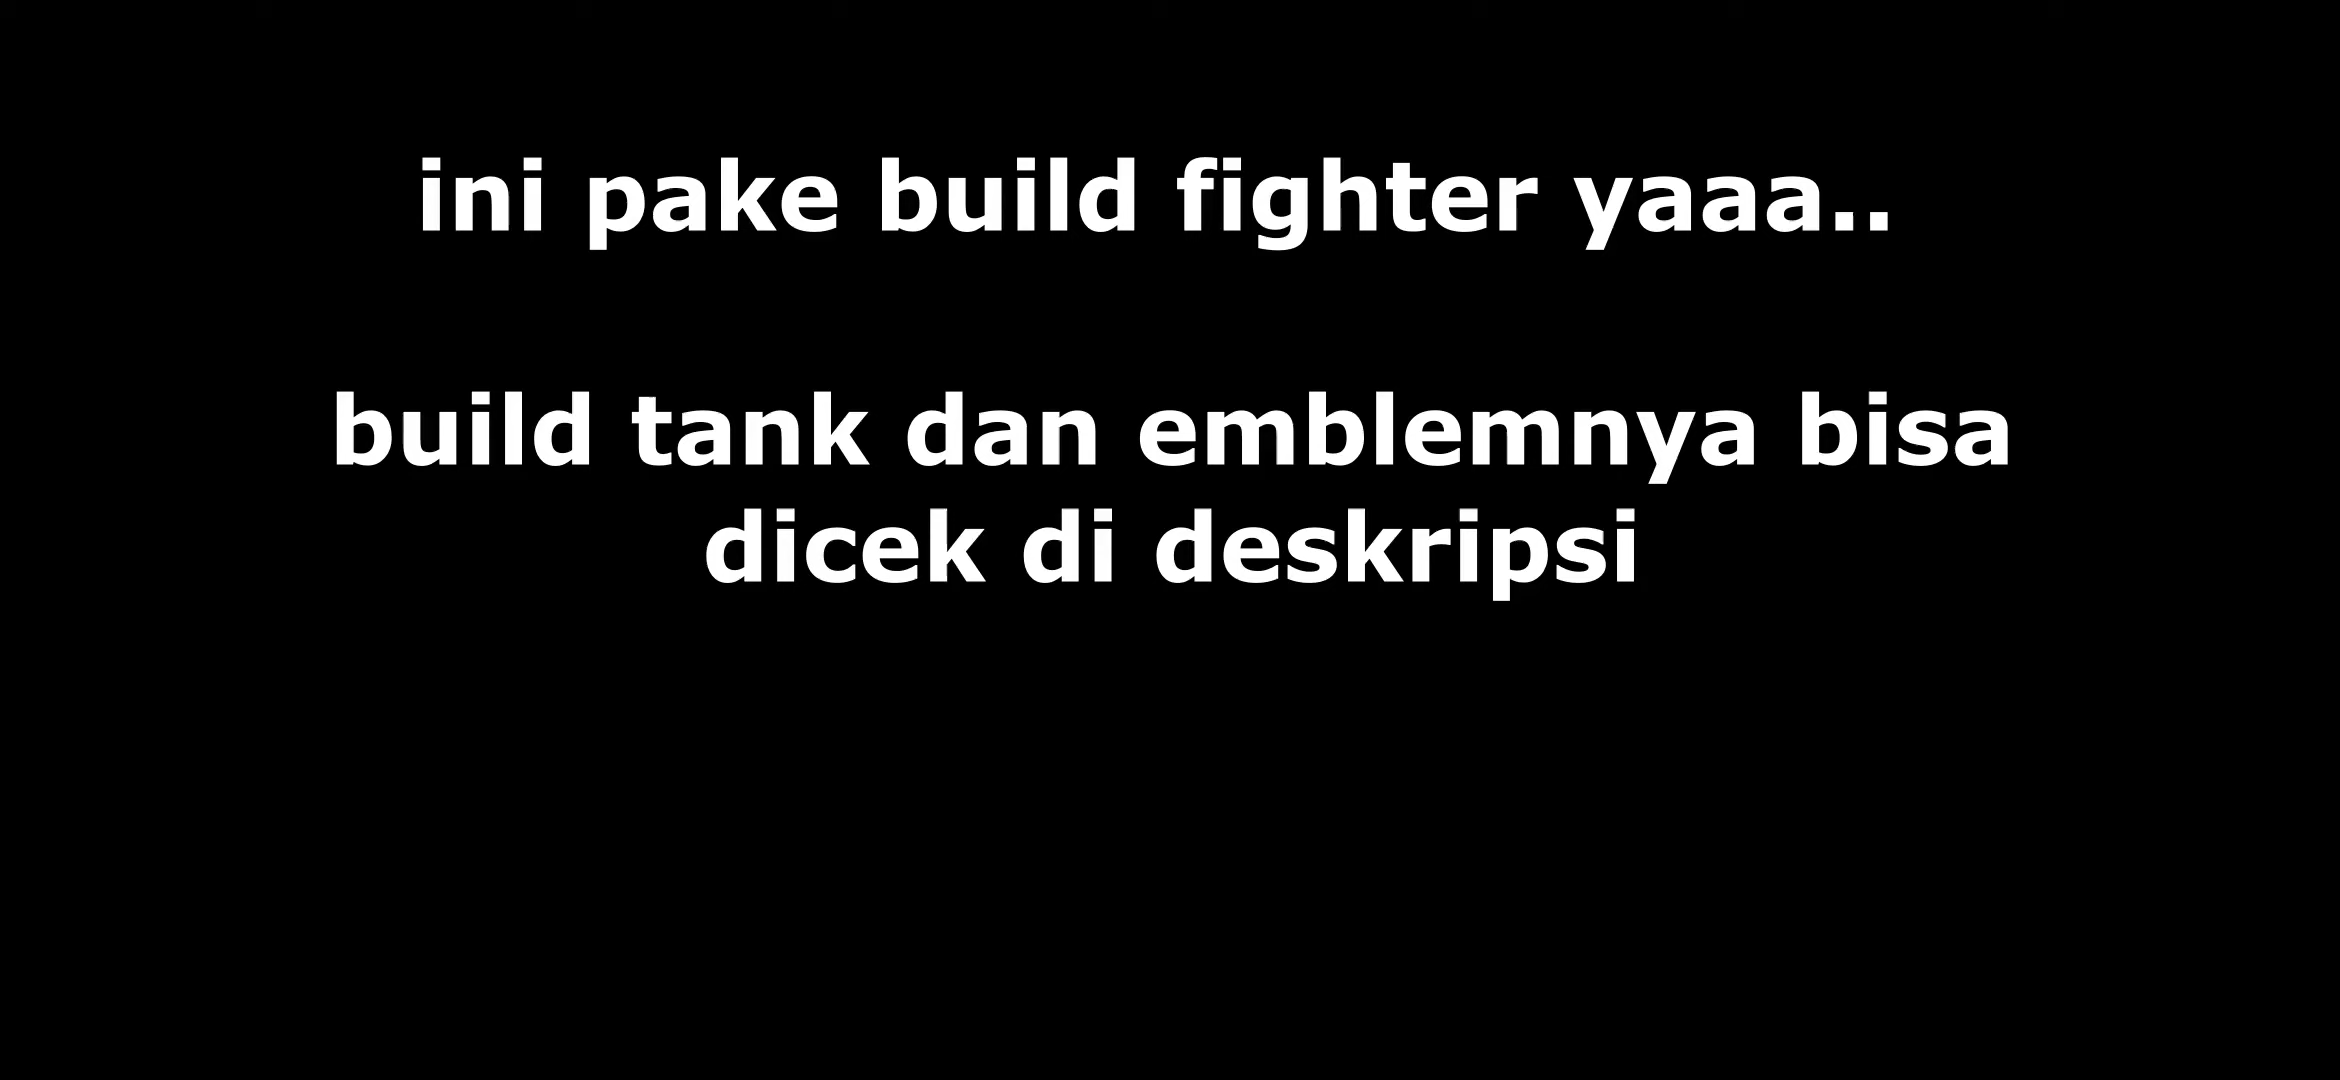 ini pake build fighter yaaa..
build tank dan emblemnya bisa
dicek di deskripsi